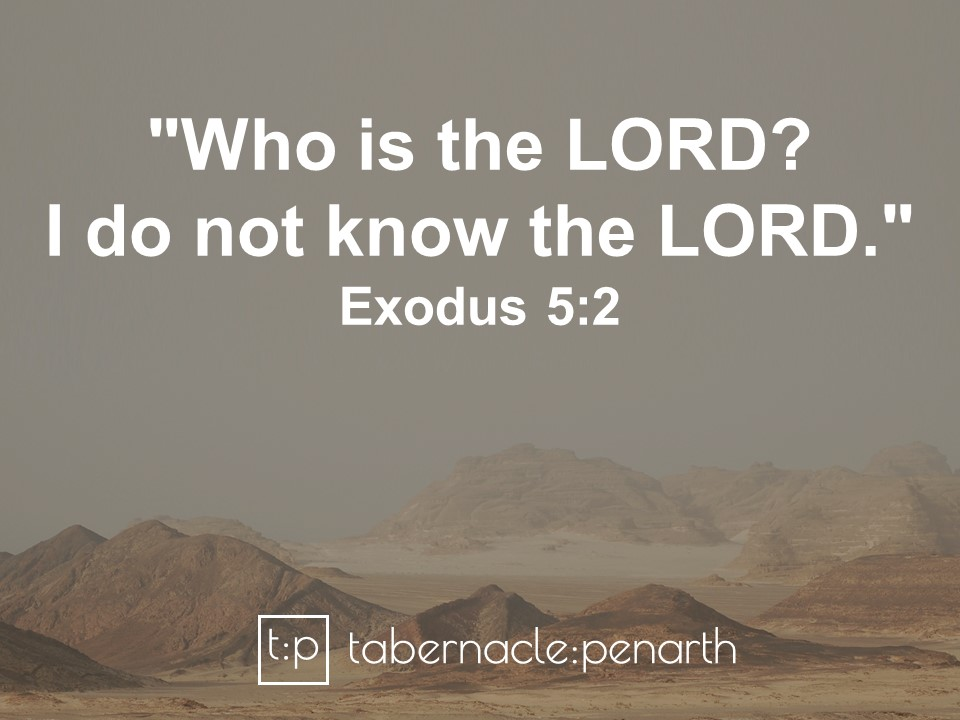 "Who is the LORD?
I do not know the LORD."
Exodus 5:2
t:p tabernacle:penarth